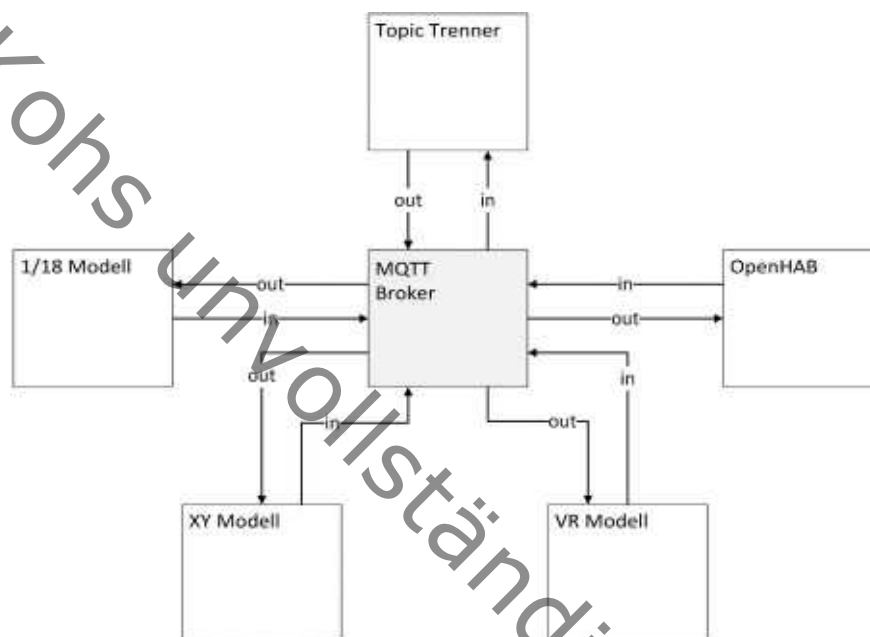 Topic Trenner
out
in
1/18 Modell
MQTT
Broker
OpenHAB
out
in
in
out
out
in
in
out
XY Modell
VR Modell
unvollständi